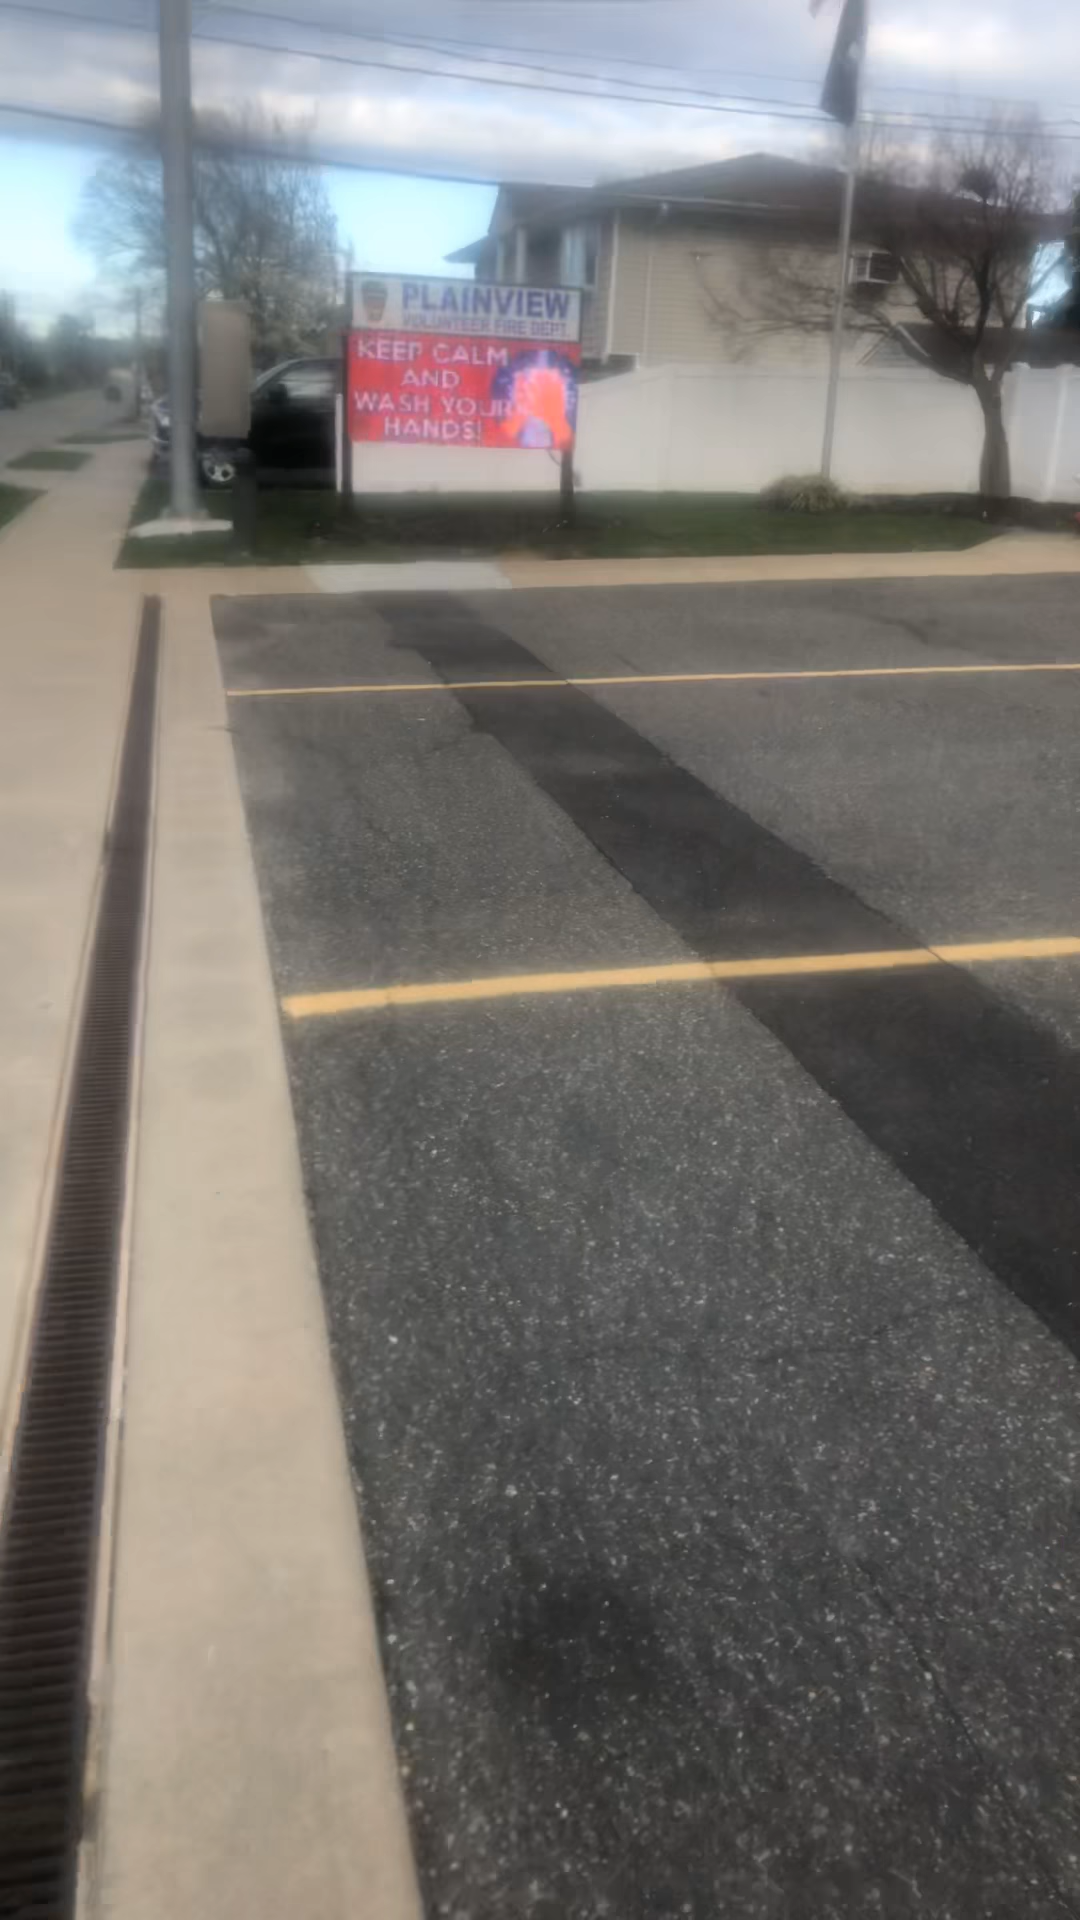 PLAINVIEW
VOLUNTEER FIRE DEPT.
KEEP CALM
AND
WASH YOUR
HANDS!